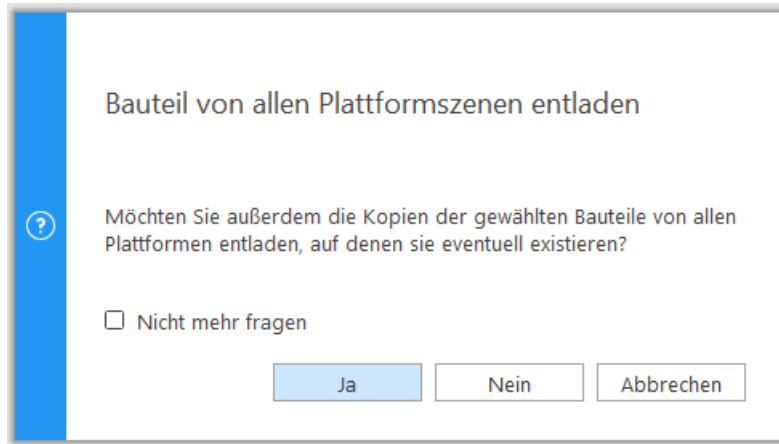 Bauteil von allen Plattformszenen entladen
Möchten Sie außerdem die Kopien der gewählten Bauteile von allen
Plattformen entladen, auf denen sie eventuell existieren?
Nicht mehr fragen
Ja Nein Abbrechen